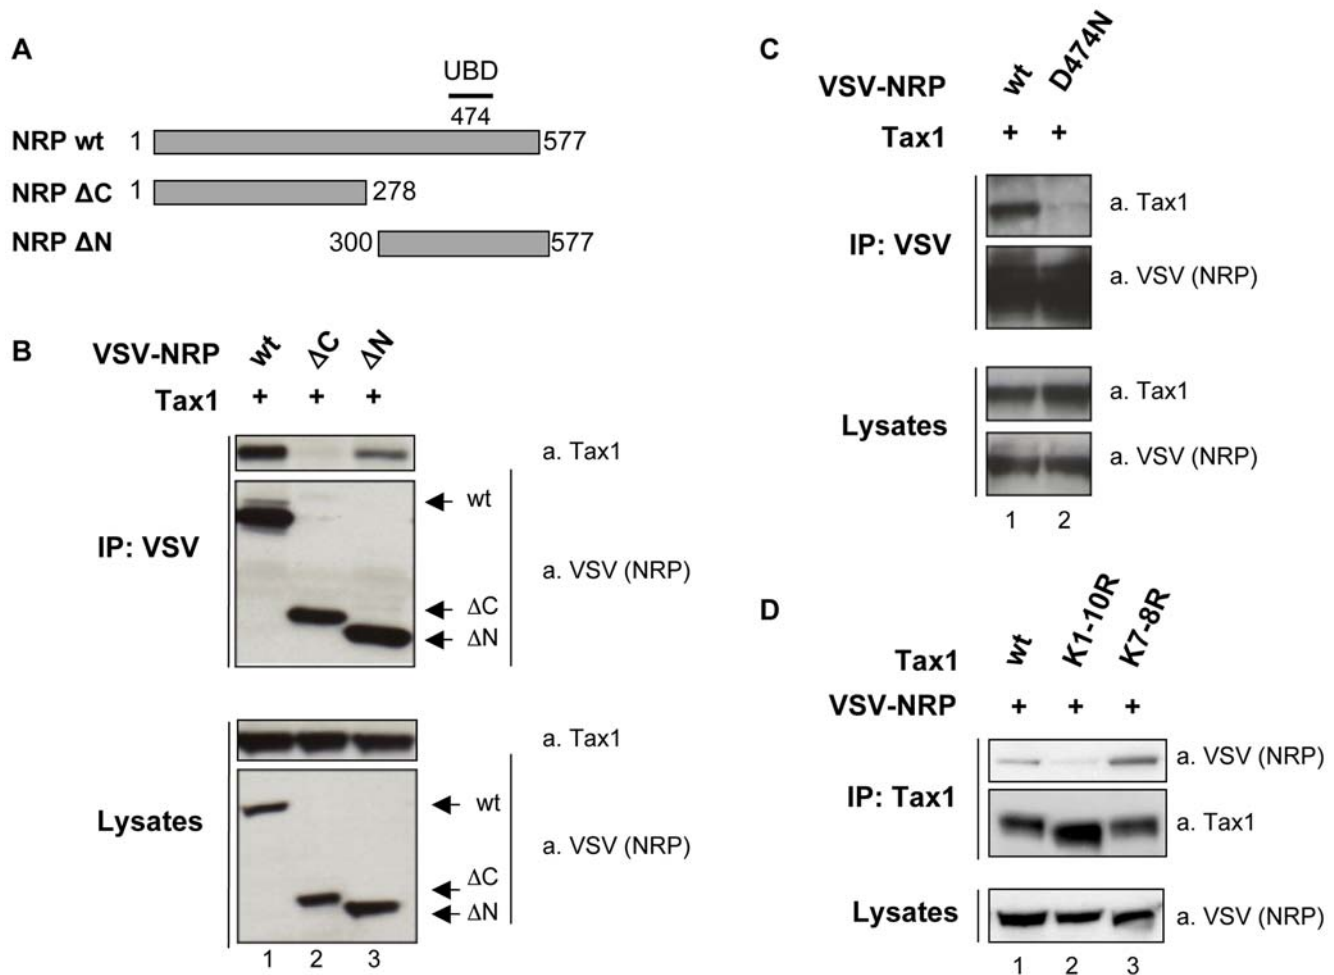 A
UBD
474
NRP wt 1 577
NRP ΔC 1 278
NRP ΔN 300 577
B
VSV-NRP wt ΔC ΔN
Tax1 + + +
IP: VSV
a. Tax1
wt
a. VSV (NRP)
ΔC
ΔN
Lysates
a. Tax1
wt
a. VSV (NRP)
ΔC
ΔN
1 2 3
C
VSV-NRP wt D474N
Tax1 + +
IP: VSV
a. Tax1
a. VSV (NRP)
Lysates
a. Tax1
a. VSV (NRP)
1 2
D
Tax1 wt K1-10R K7-8R
VSV-NRP + + +
IP: Tax1
a. VSV (NRP)
a. Tax1
Lysates
a. VSV (NRP)
1 2 3